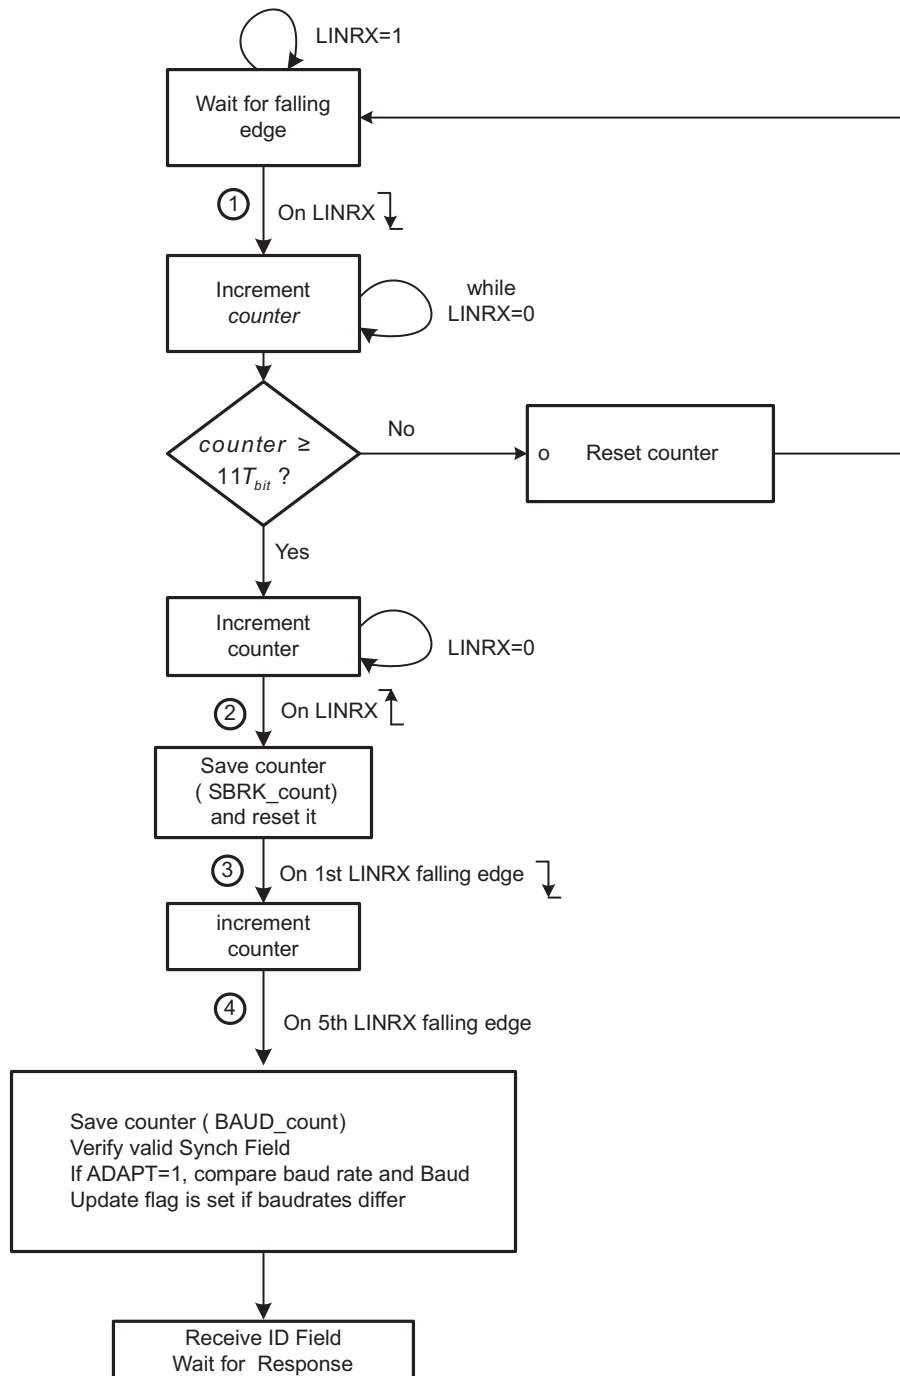 LINRX=1
Wait for falling
edge
1
On LINRX
Increment
counter
while
LINRX=0
counter ≥
11Tbit ?
No
o Reset counter
Yes
Increment
counter
LINRX=0
2
On LINRX
Save counter
( SBRK_count)
and reset it
3
On 1st LINRX falling edge
increment
counter
4
On 5th LINRX falling edge
Save counter ( BAUD_count)
Verify valid Synch Field
If ADAPT=1, compare baud rate and Baud
Update flag is set if baudrates differ
Receive ID Field
Wait for Response